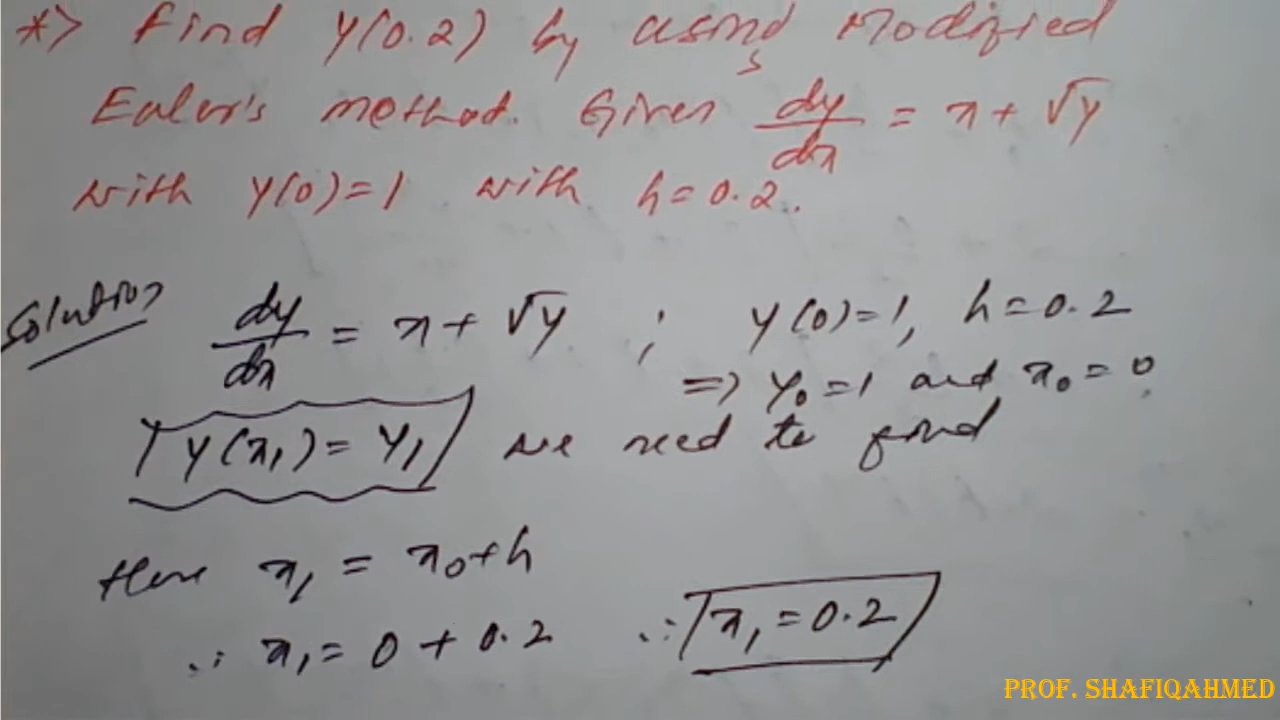 *> Find y(0.2) by using Modified
Euler's method. Given dy/dx = x + √y
with y(0)=1 with h=0.2.
Solution dy/dx = x + √y ; y(0)=1, h=0.2
=> y₀=1 and x₀=0
y(x₁)=y₁ we need to find
Here x₁ = x₀+h
∴ x₁ = 0 + 0.2 ∴ x₁=0.2
PROF. SHAFIQAHMED